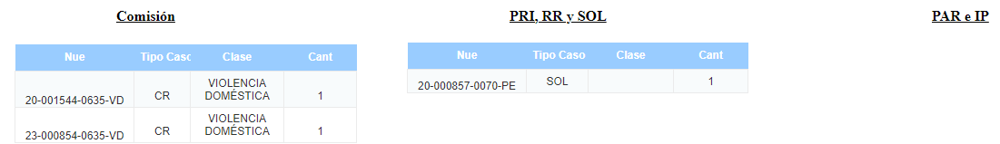 Comisión
PRI, RR y SOL
PAR e IP
Nue Tipo Caso Clase Cant
20-001544-0635-VD CR VIOLENCIA DOMÉSTICA 1
23-000854-0635-VD CR VIOLENCIA DOMÉSTICA 1
Nue Tipo Caso Clase Cant
20-000857-0070-PE SOL 1